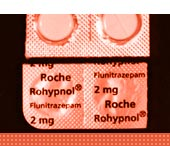 2 mg
Roche
Rohypnol®
Flunitrazepam
2 mg
Flunitrazepam
2 mg
Roche
Rohypnol®